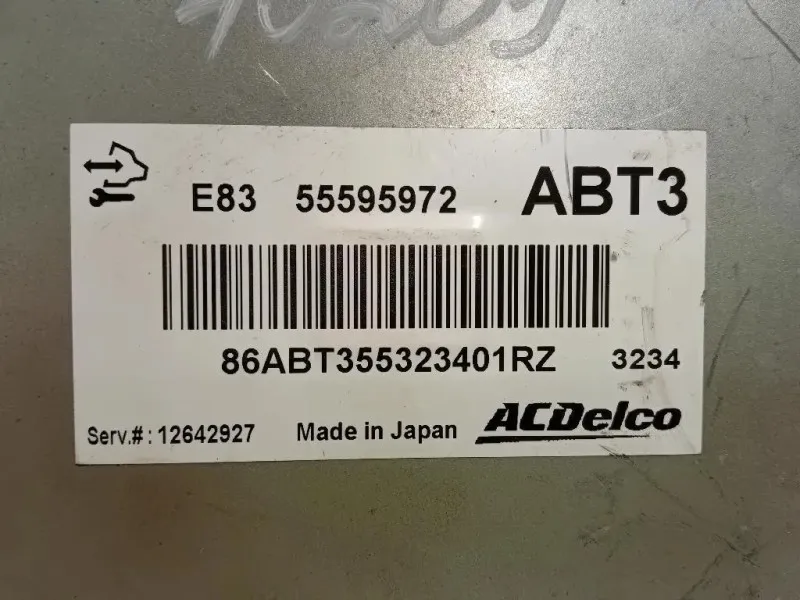 E83 55595972 ABT3
86ABT355323401RZ 3234
Serv.#: 12642927 Made in Japan ACDelco